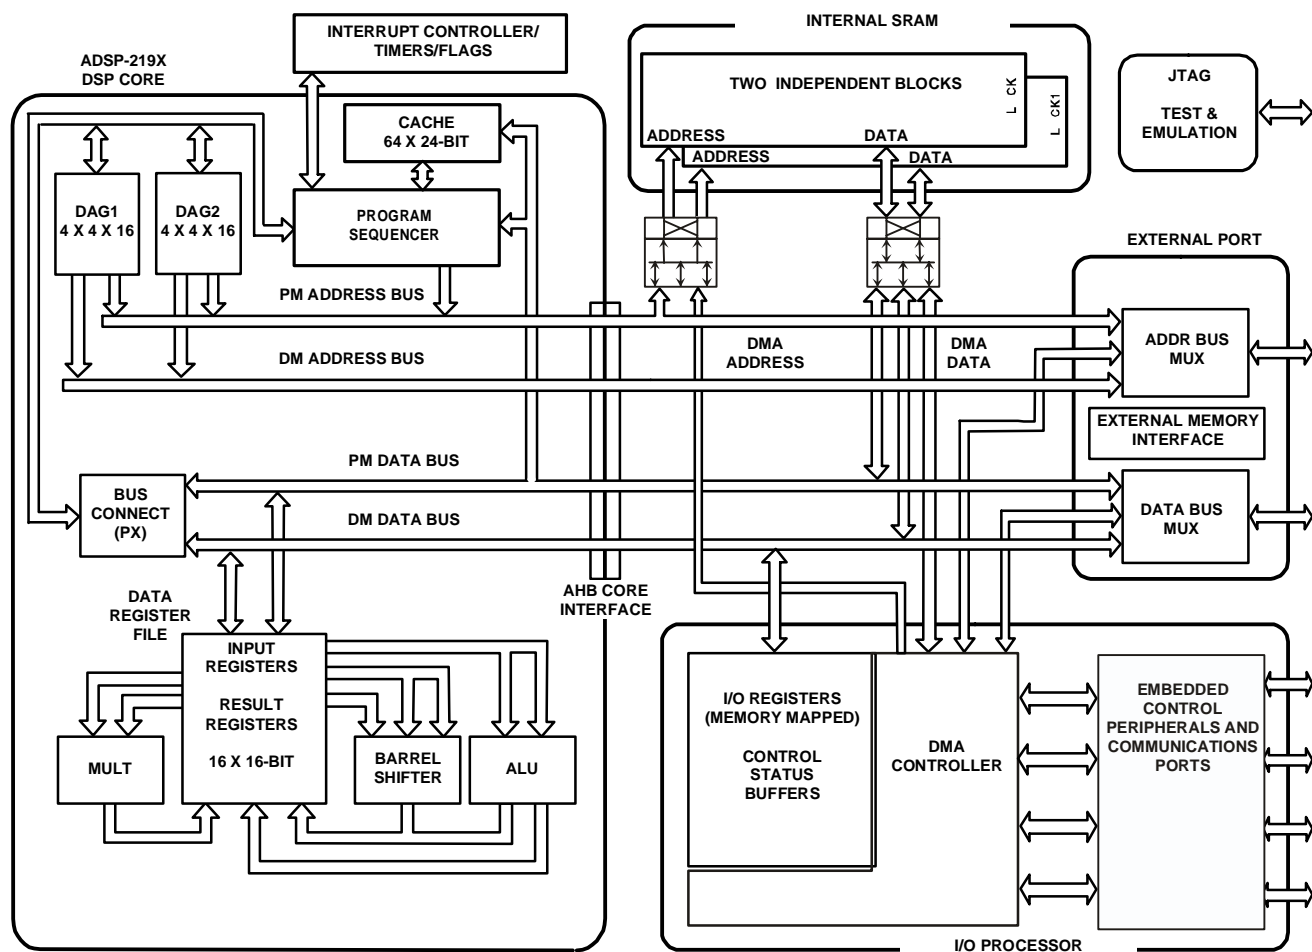 INTERNAL SRAM
INTERRUPT CONTROLLER/
TIMERS/FLAGS
ADSP-219X
DSP CORE
TWO INDEPENDENT BLOCKS
JTAG
TEST &
EMULATION
CACHE
64 X 24-BIT
ADDRESS
DATA
ADDRESS
DATA
DAG1
4 X 4 X 16
DAG2
4 X 4 X 16
PROGRAM
SEQUENCER
EXTERNAL PORT
PM ADDRESS BUS
DM ADDRESS BUS
DMA
ADDRESS
DMA
DATA
ADDR BUS
MUX
EXTERNAL MEMORY
INTERFACE
PM DATA BUS
BUS
CONNECT
(PX)
DM DATA BUS
DATA BUS
MUX
AHB CORE
INTERFACE
DATA
REGISTER
FILE
INPUT
REGISTERS
RESULT
REGISTERS
16 X 16-BIT
MULT
BARREL
SHIFTER
ALU
I/O REGISTERS
(MEMORY MAPPED)
CONTROL
STATUS
BUFFERS
DMA
CONTROLLER
EMBEDDED
CONTROL
PERIPHERALS AND
COMMUNICATIONS
PORTS
I/O PROCESSOR